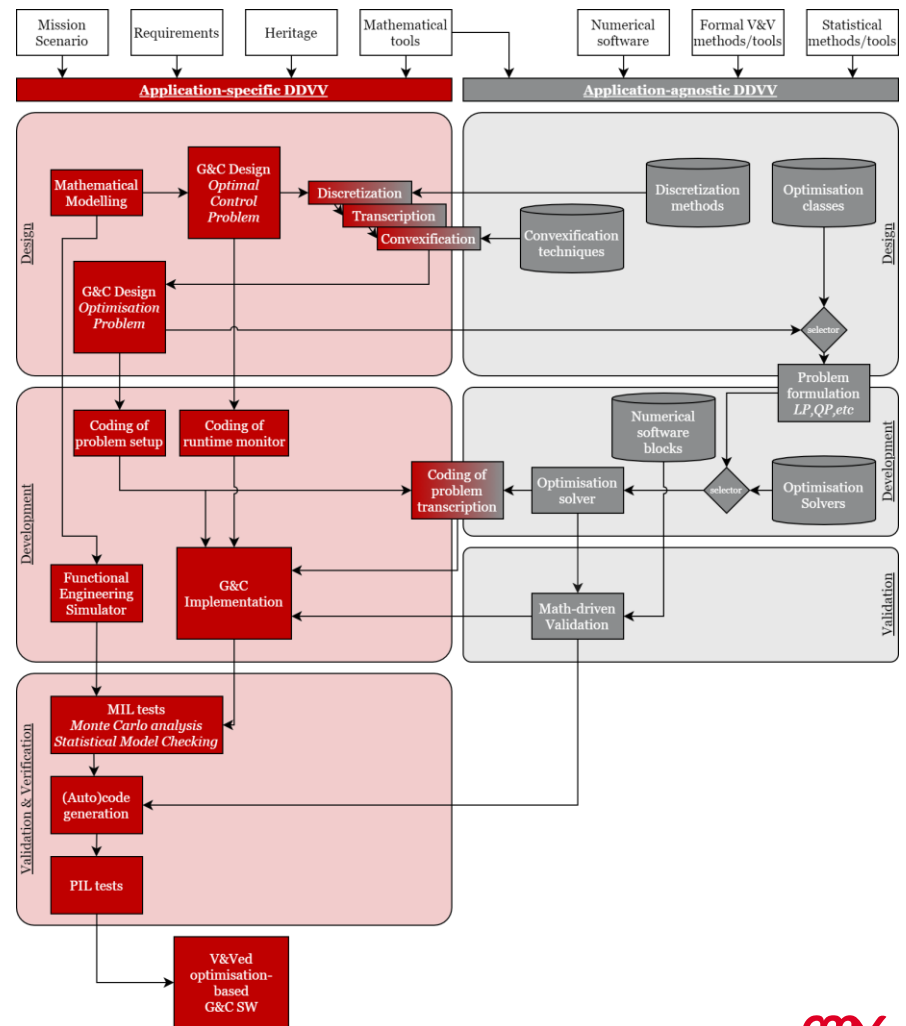 Mission
Scenario
Requirements
Heritage
Mathematical
tools
Numerical
software
Formal V&V
methods/tools
Statistical
methods/tools
Application-specific DDVV
Application-agnostic DDVV
Design
Mathematical
Modelling
G&C Design
Optimal
Control
Problem
Discretization
Transcription
Convexification
G&C Design
Optimisation
Problem
Discretization
methods
Optimisation
classes
Convexification
techniques
selector
Design
Problem
formulation
LP,QP,etc
Development
Coding of
problem setup
Coding of
runtime monitor
Coding of
problem
transcription
Functional
Engineering
Simulator
G&C
Implementation
Numerical
software
blocks
Optimisation
solver
selector
Optimisation
Solvers
Development
Math-driven
Validation
Validation
Validation & Verification
MIL tests
Monte Carlo analysis
Statistical Model Checking
(Auto)code
generation
PIL tests
V&Ved
optimisation-
based
G&C SW